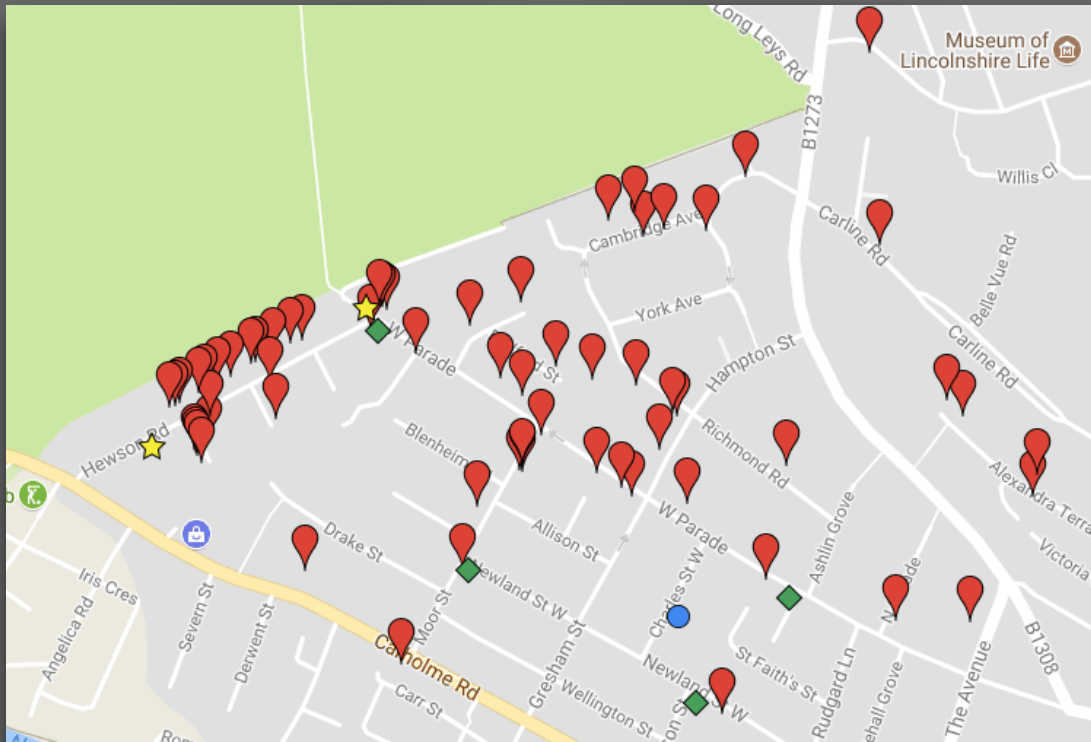 Long Leys Rd
Museum of
Lincolnshire Life
M
B1273
Willis Cl
Carline Rd
Cambridge Ave
Belle Vue Rd
York Ave
W Parade
Hampton St
Carline Rd
Hewson Rd
Blenheim
Richmond Rd
Alexandra Terra
W Parade
Allison St
Drake St
Ashlin Grove
Victoria
Newland St W
Charles St W
Iris Cres
Angelica Rd
Severn St
Derwent St
Moor St
Gresham St
St Faith's St
B1308
Newland St W
Carholme Rd
Carr St
Wellington St
Rudgard Ln
The Avenue